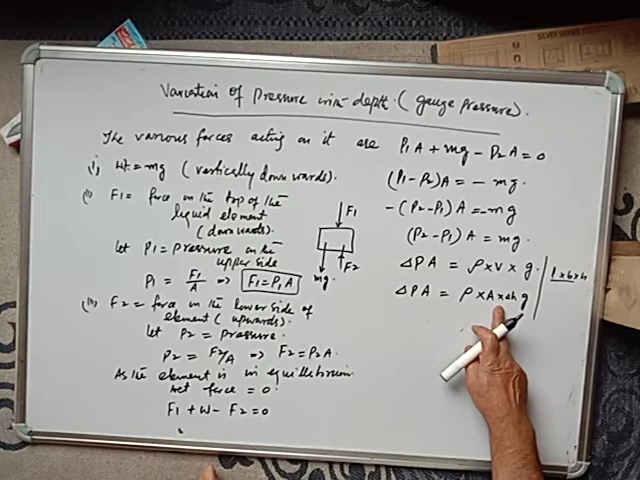 Variation of Pressure with depth. (gauge pressure).
The various forces acting on it are
(i) Wt = mg (vertically downwards).
(ii) F1 = force on the top of the
liquid element
(downwards).
let P1 = pressure on the
upper side
P1 = F1/A => F1 = P1A
(iii) F2 = force on the lower side of
element (upwards).
let P2 = pressure.
P2 = F2/A => F2 = P2A.
As the element is in equilibrium
net force = 0.
F1 + W - F2 = 0
F1
F2
mg
P1A + mg - P2A = 0
(P1 - P2)A = - mg.
-(P2 - P1)A = -mg
(P2 - P1)A = mg.
ΔPA = ρ x V x g.
l x b x h
ΔPA = ρ x A x Δh g